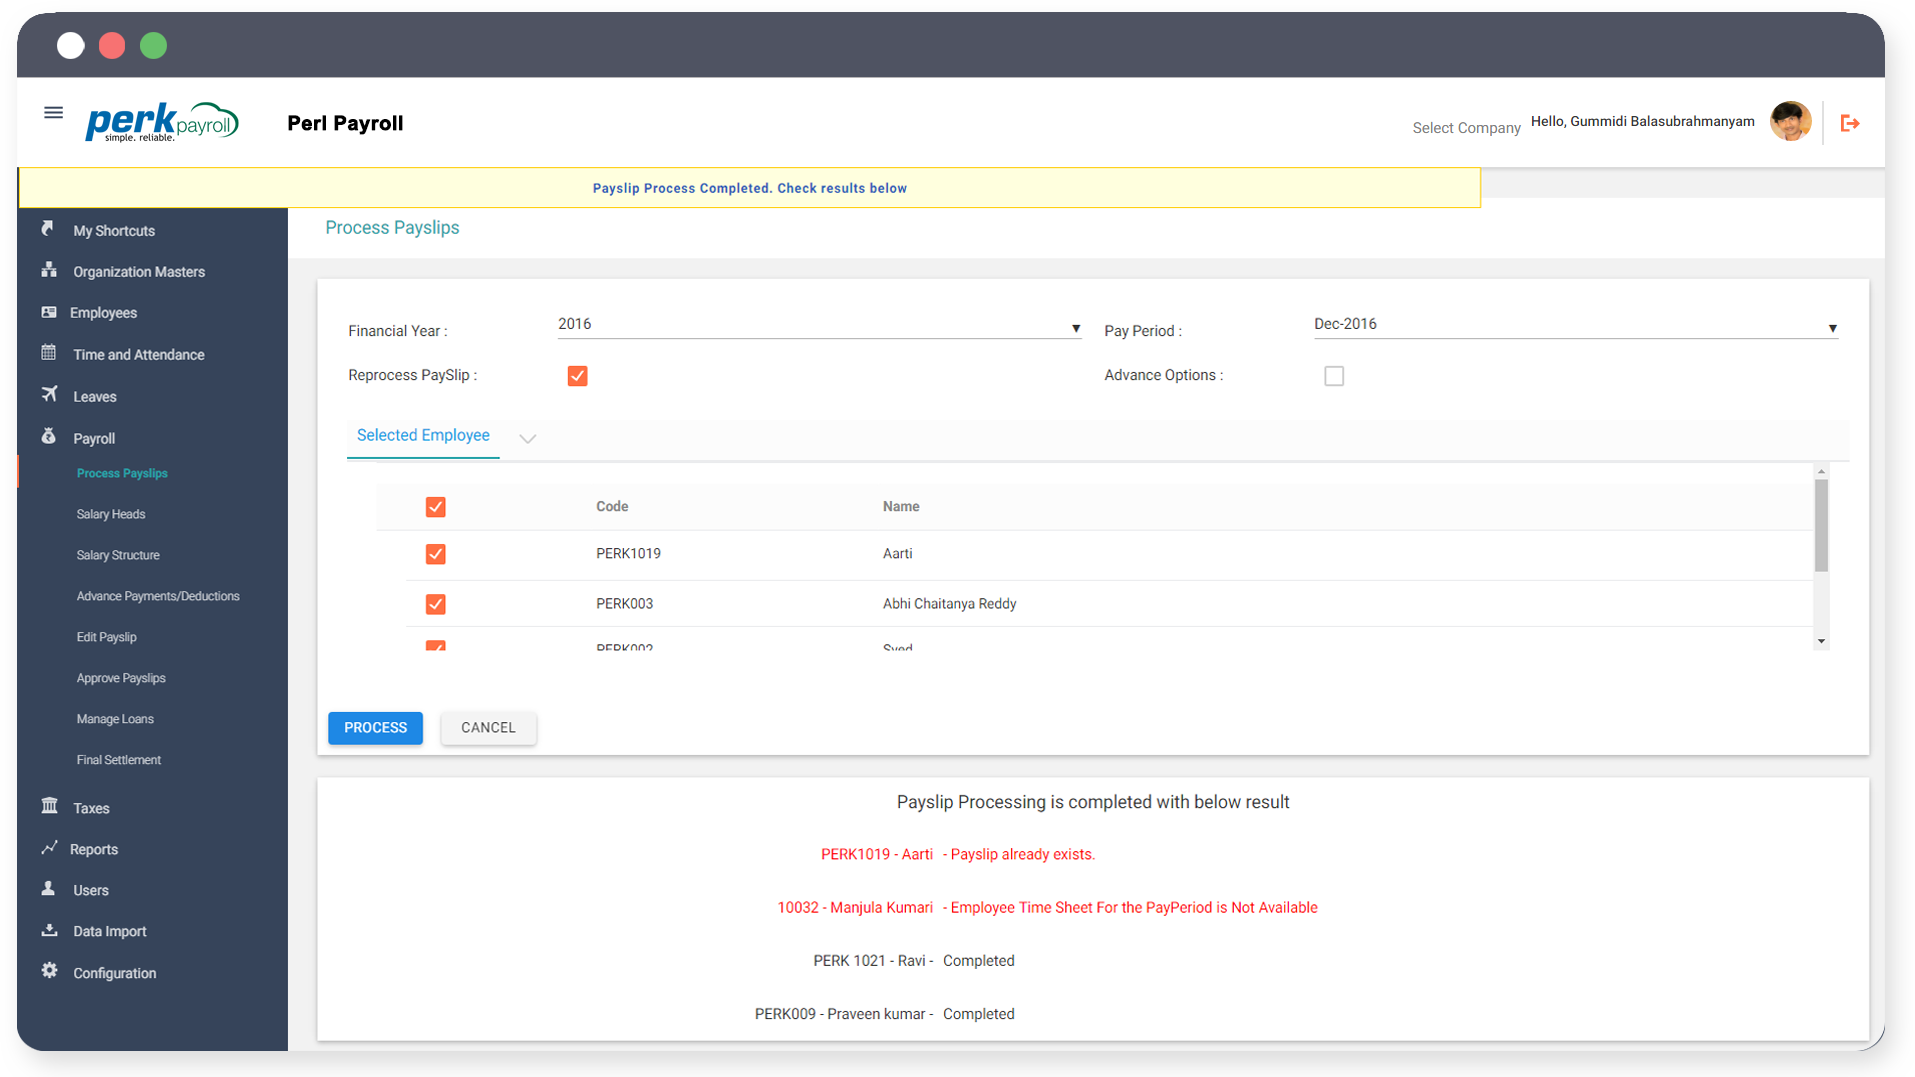 perk payroll
simple. reliable.
Perl Payroll
Select Company
Hello, Gummidi Balasubrahmanyam
Payslip Process Completed. Check results below
My Shortcuts
Organization Masters
Employees
Time and Attendance
Leaves
Payroll
Process Payslips
Salary Heads
Salary Structure
Advance Payments/Deductions
Edit Payslip
Approve Payslips
Manage Loans
Final Settlement
Taxes
Reports
Users
Data Import
Configuration
Process Payslips
Financial Year : 2016
Pay Period : Dec-2016
Reprocess PaySlip :
Advance Options :
Selected Employee
Code Name
PERK1019 Aarti
PERK003 Abhi Chaitanya Reddy
PERK002 Syed
PROCESS CANCEL
Payslip Processing is completed with below result
PERK1019 - Aarti - Payslip already exists.
10032 - Manjula Kumari - Employee Time Sheet For the PayPeriod is Not Available
PERK 1021 - Ravi - Completed
PERK009 - Praveen kumar - Completed